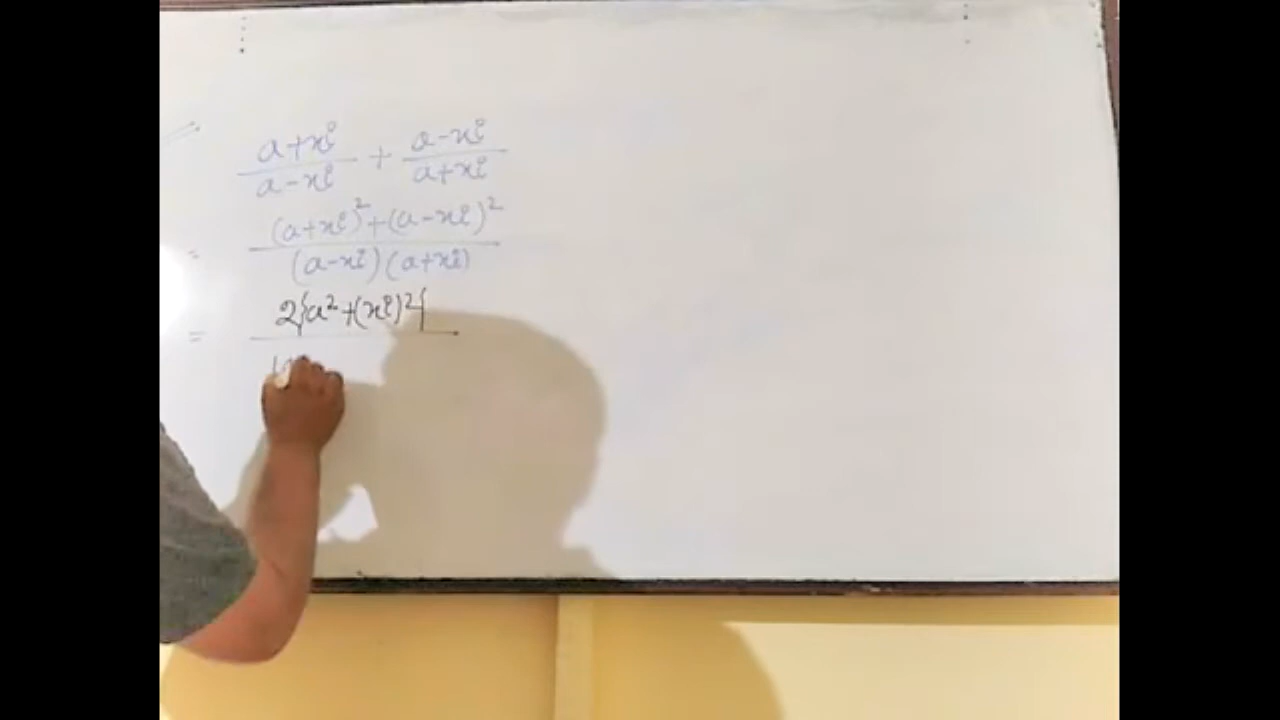 a+xi/a-xi + a-xi/a+xi
= (a+xi)²+(a-xi)²/(a-xi)(a+xi)
= 2{a²+(xi)²}